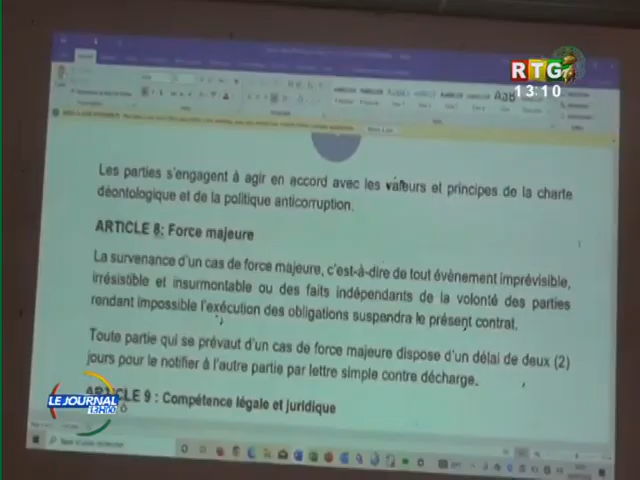 RTG
13:10
Les parties s'engagent à agir en accord avec les valeurs et principes de la charte
déontologique et de la politique anticorruption.
ARTICLE 8: Force majeure
La survenance d'un cas de force majeure, c'est-à-dire de tout évènement imprévisible,
irrésistible et insurmontable ou des faits indépendants de la volonté des parties
rendant impossible l'exécution des obligations suspendra le présent contrat.
Toute partie qui se prévaut d'un cas de force majeure dispose d'un délai de deux (2)
jours pour le notifier à l'autre partie par lettre simple contre décharge.
ARTICLE 9 : Compétence légale et juridique
LE JOURNAL